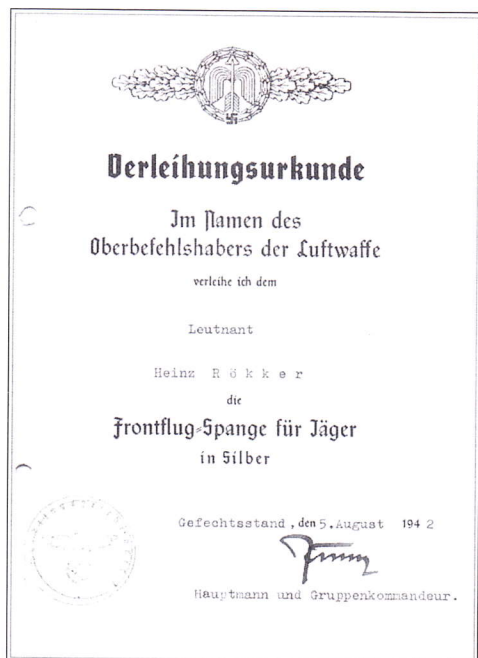 Verleihungsurkunde
Im Namen des
Oberbefehlshabers der Luftwaffe
verleihe ich dem
Leutnant
Heinz Rökker
die
Frontflug-Spange für Jäger
in Silber
Gefechtsstand, den 5. August 1942
Hauptmann und Gruppenkommandeur.